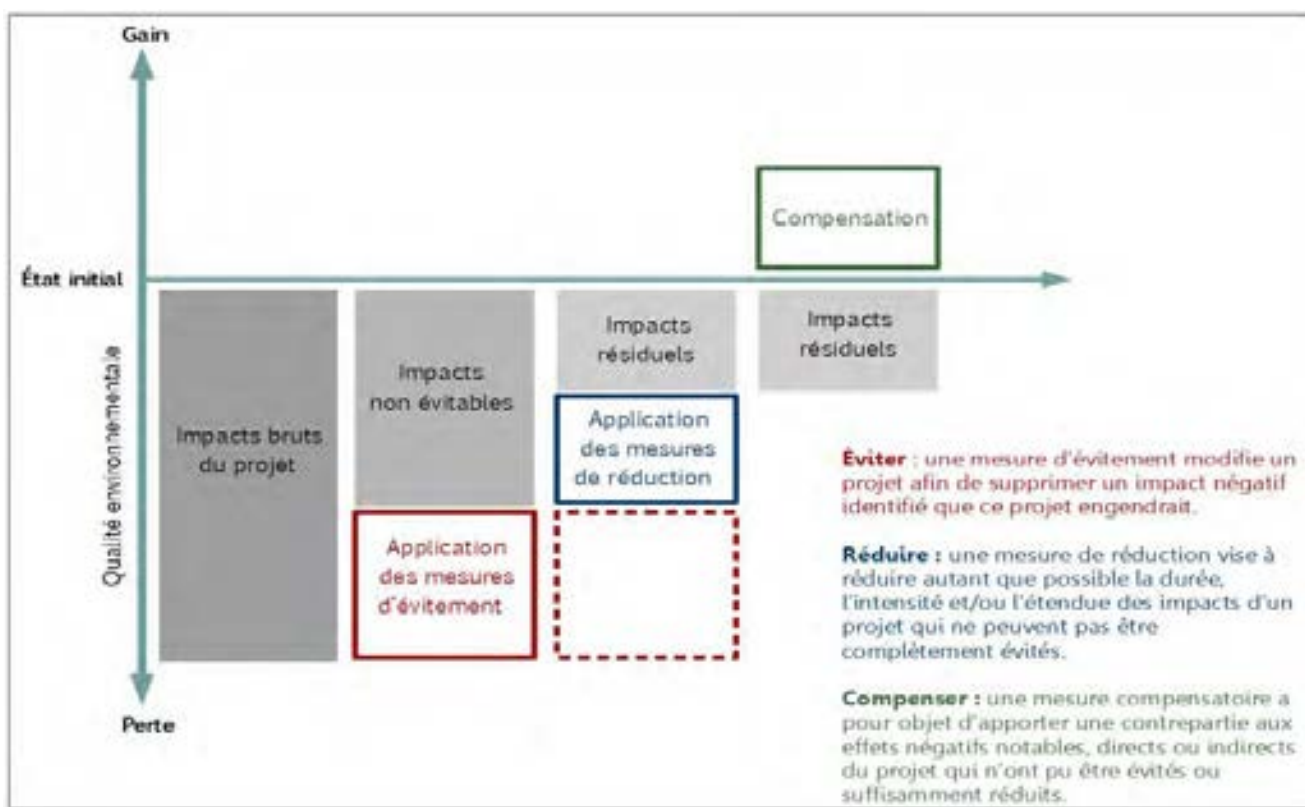 Gain
Compensation
État initial
Impacts bruts
du projet
Impacts
non évitables
Impacts
résiduels
Impacts
résiduels
Application
des mesures
de réduction
Application
des mesures
d'évitement
Qualité environnementale
Perte
Éviter : une mesure d'évitement modifie un
projet afin de supprimer un impact négatif
identifié que ce projet engendrait.
Réduire : une mesure de réduction vise à
réduire autant que possible la durée,
l'intensité et/ou l'étendue des impacts d'un
projet qui ne peuvent pas être
complètement évités.
Compenser : une mesure compensatoire a
pour objet d'apporter une contrepartie aux
effets négatifs notables, directs ou indirects
du projet qui n'ont pu être évités ou
suffisamment réduits.